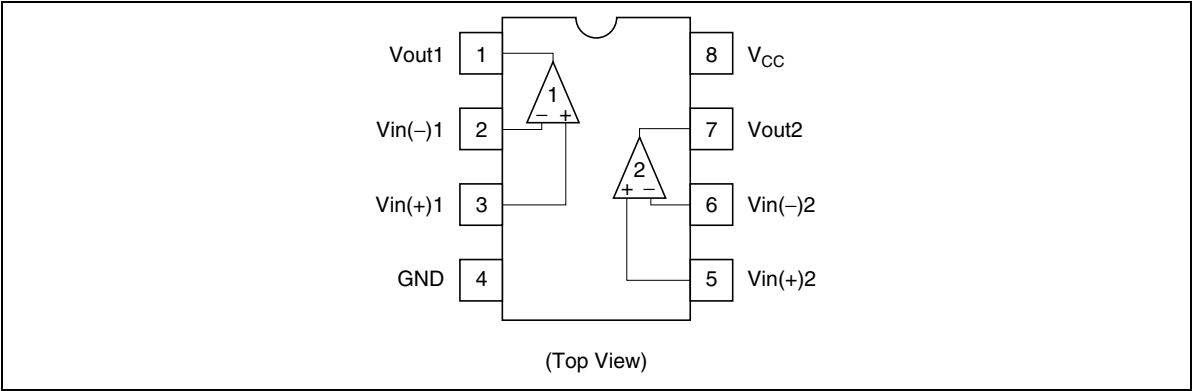 Vout1 1
8 VCC
1
− +
Vin(−)1 2
7 Vout2
2
+ −
Vin(+)1 3
6 Vin(−)2
GND 4
5 Vin(+)2
(Top View)